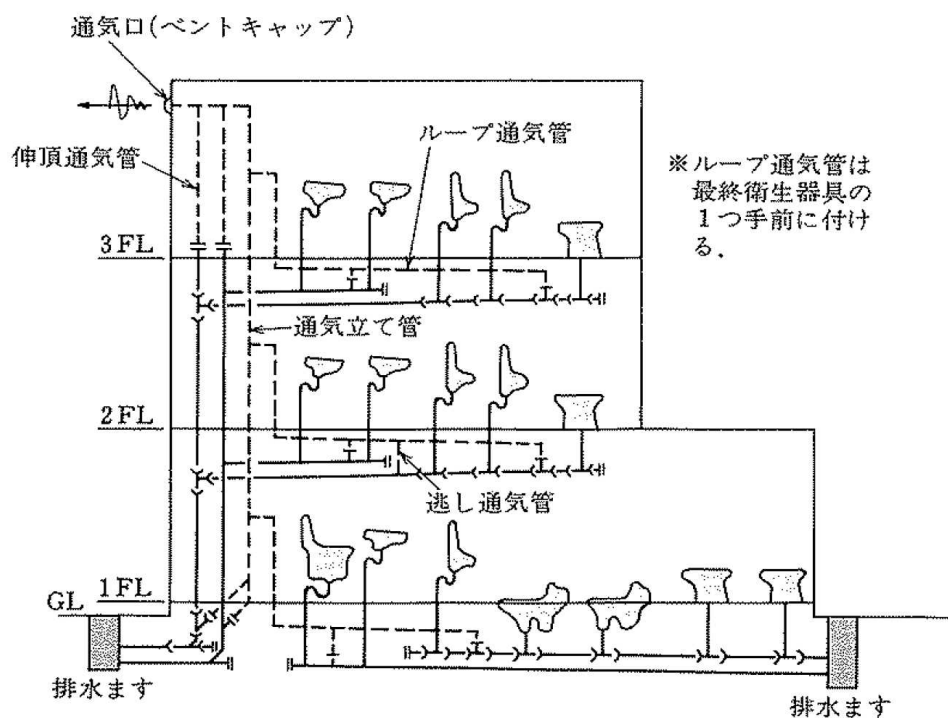 通気口(ベントキャップ)
ループ通気管
伸頂通気管
※ループ通気管は
最終衛生器具の
1つ手前に付け
る.
3FL
通気立て管
2FL
逃し通気管
1FL
GL
排水ます
排水ます